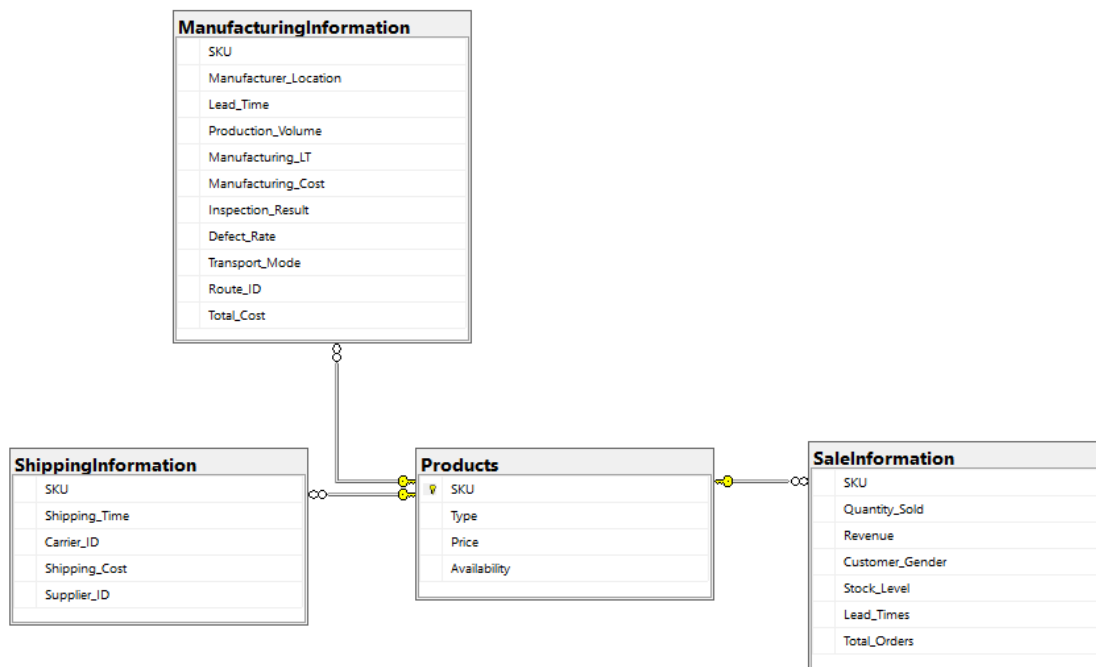 ManufacturingInformation
SKU
Manufacturer_Location
Lead_Time
Production_Volume
Manufacturing_LT
Manufacturing_Cost
Inspection_Result
Defect_Rate
Transport_Mode
Route_ID
Total_Cost
ShippingInformation
SKU
Shipping_Time
Carrier_ID
Shipping_Cost
Supplier_ID
Products
SKU
Type
Price
Availability
SaleInformation
SKU
Quantity_Sold
Revenue
Customer_Gender
Stock_Level
Lead_Times
Total_Orders